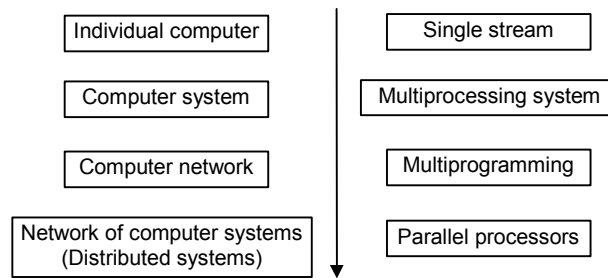 Individual computer
Single stream
Computer system
Multiprocessing system
Computer network
Multiprogramming
Network of computer systems
(Distributed systems)
Parallel processors